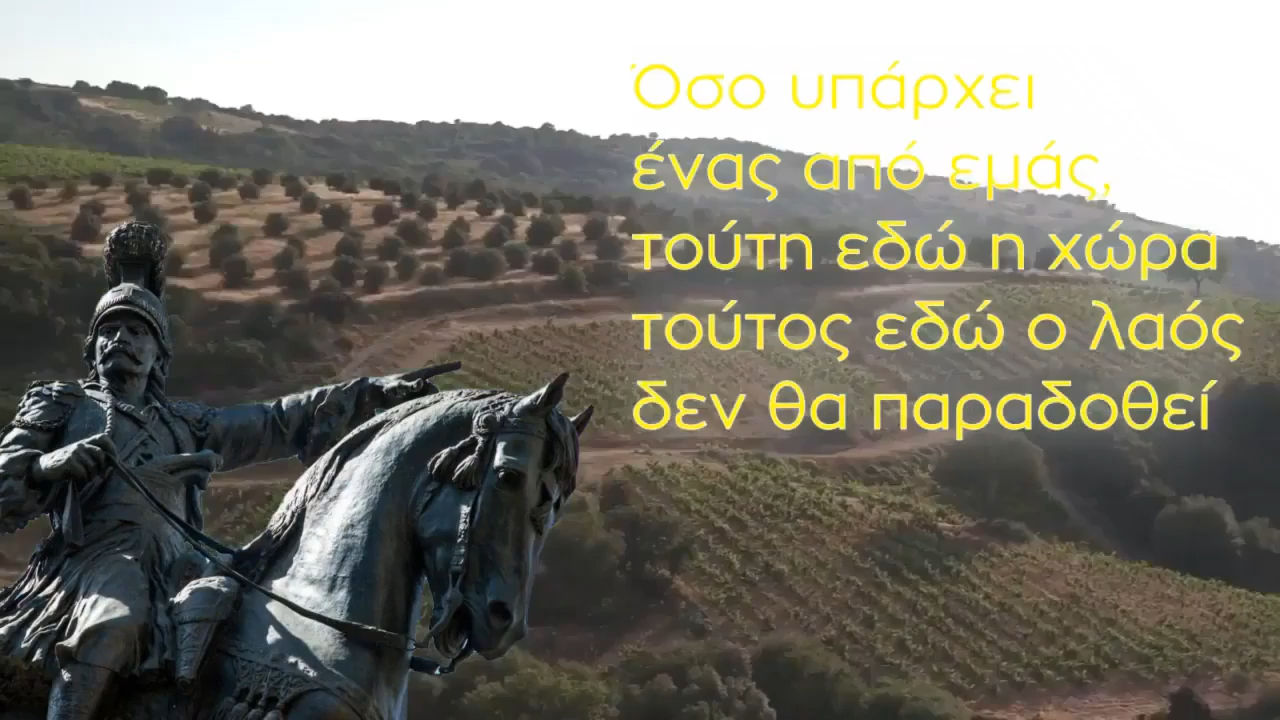 Όσο υπάρχει
ένας από εμάς,
τούτη εδώ η χώρα
τούτος εδώ ο λαός
δεν θα παραδοθεί